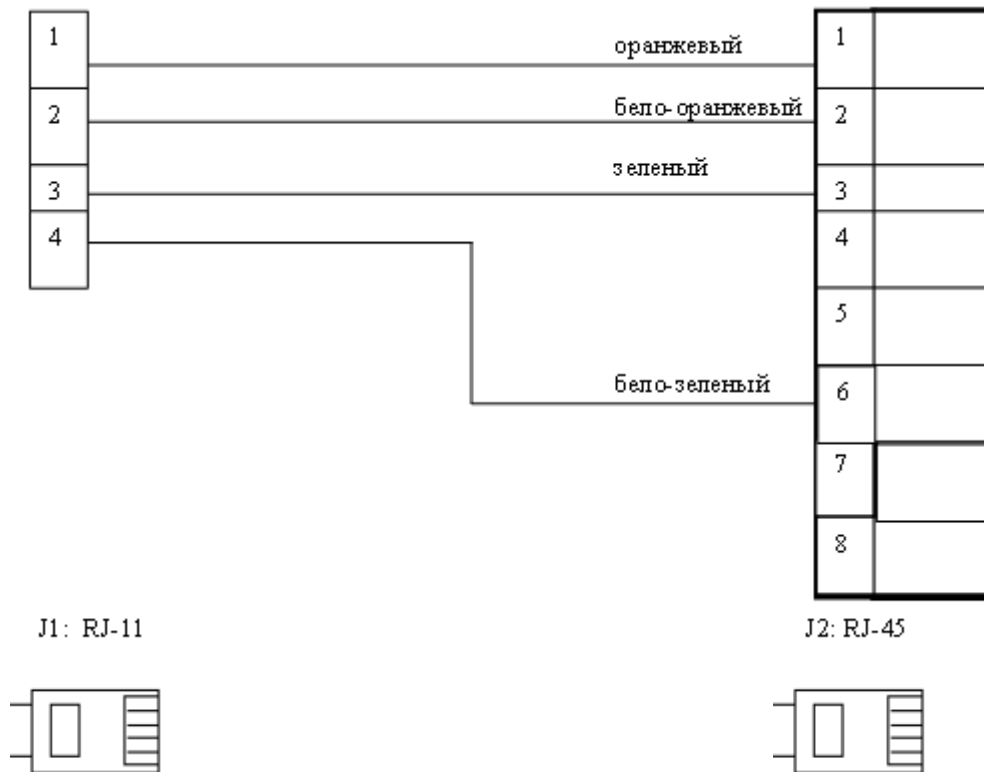 1 оранжевый 1
2 бело-оранжевый 2
3 зеленый 3
4 4
5
бело-зеленый 6
7
8
J1: RJ-11 J2: RJ-45